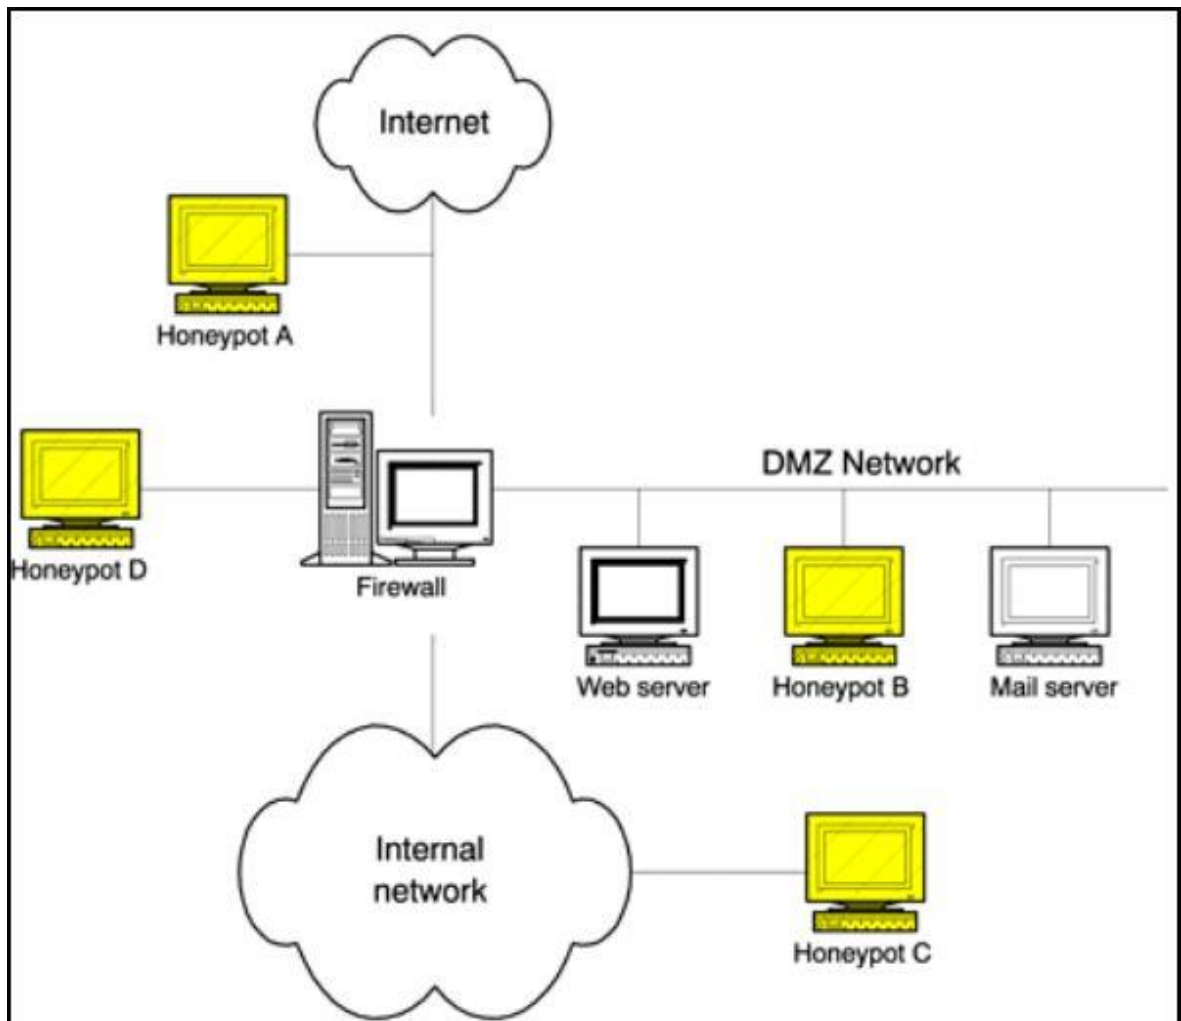 Internet
Honeypot A
DMZ Network
Honeypot D
Firewall
Web server
Honeypot B
Mail server
Internal
network
Honeypot C